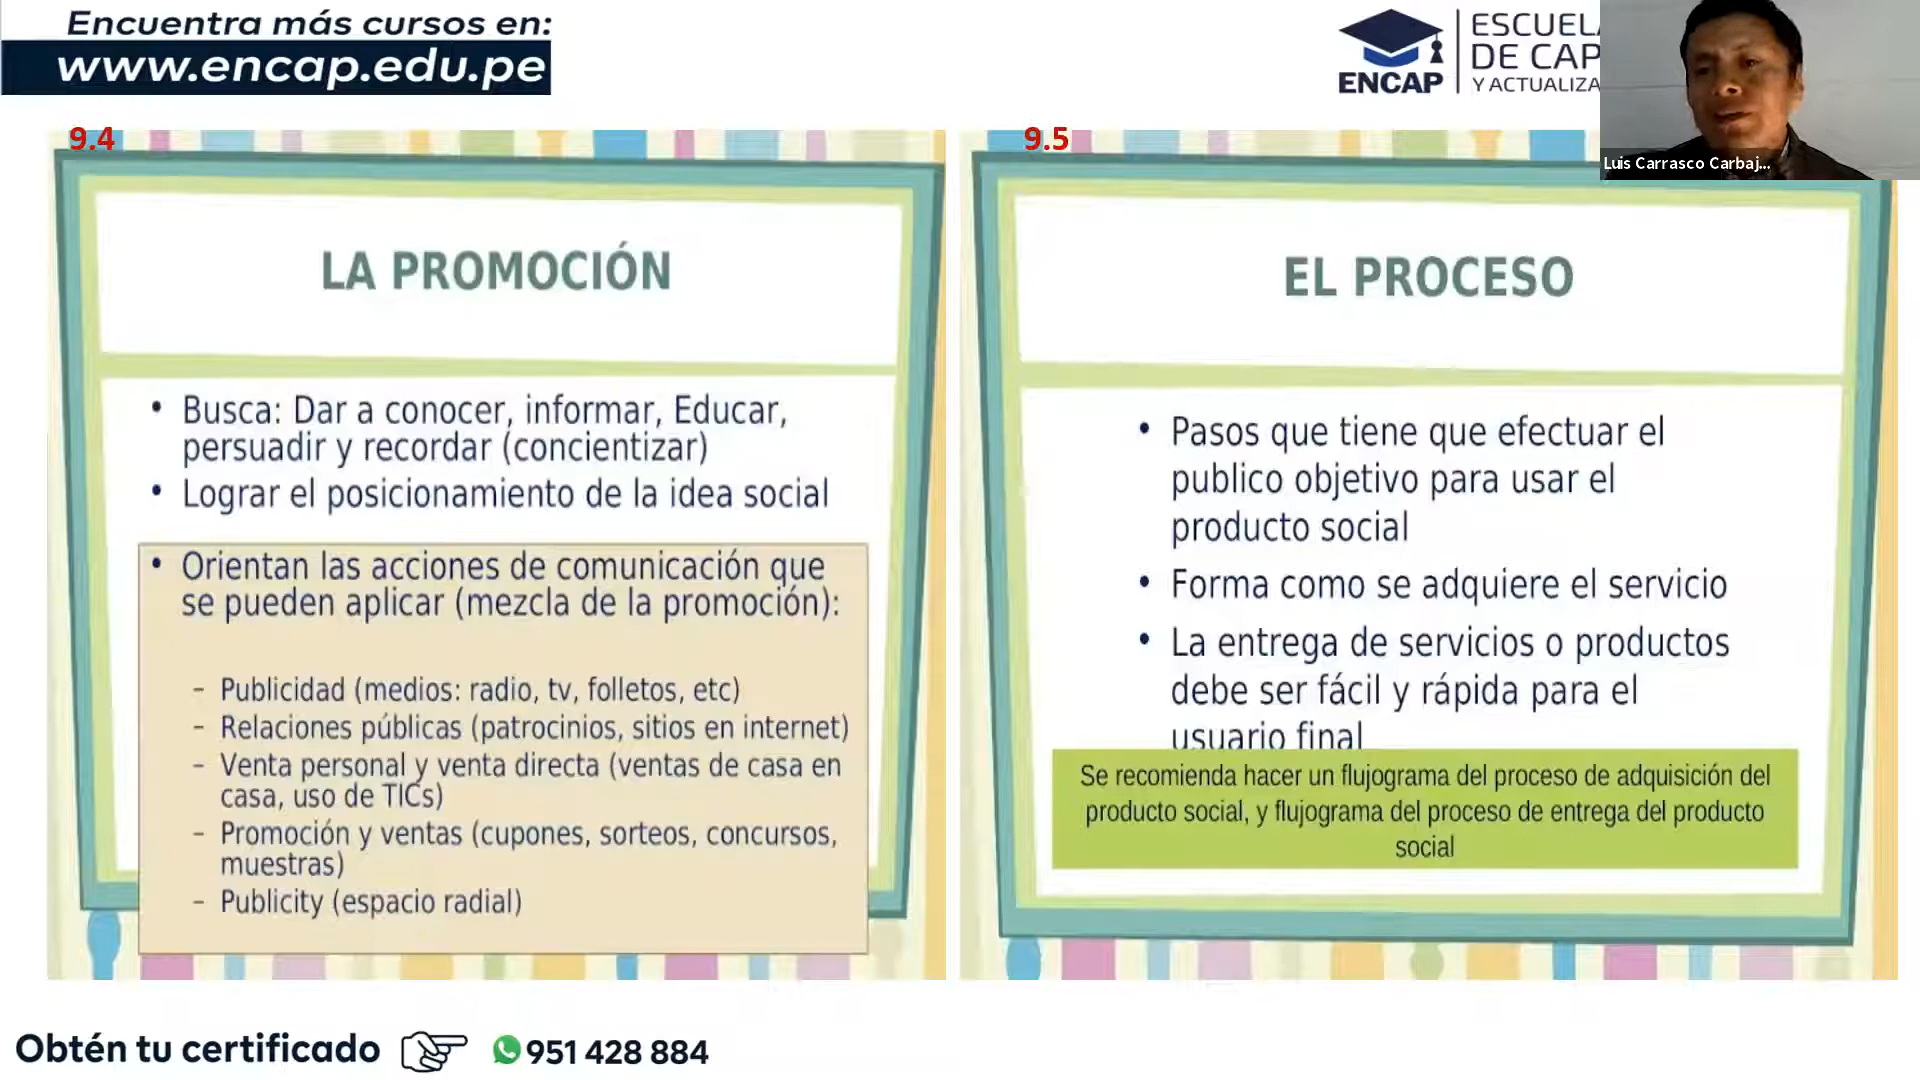 Encuentra más cursos en:
www.encap.edu.pe
ENCAP
ESCUELA
DE CAP
Y ACTUALIZA
Luis Carrasco Carbaj...
9.4
LA PROMOCIÓN
• Busca: Dar a conocer, informar, Educar,
persuadir y recordar (concientizar)
• Lograr el posicionamiento de la idea social
• Orientan las acciones de comunicación que
se pueden aplicar (mezcla de la promoción):
– Publicidad (medios: radio, tv, folletos, etc)
– Relaciones públicas (patrocinios, sitios en internet)
– Venta personal y venta directa (ventas de casa en
casa, uso de TICs)
– Promoción y ventas (cupones, sorteos, concursos,
muestras)
– Publicity (espacio radial)
9.5
EL PROCESO
• Pasos que tiene que efectuar el
publico objetivo para usar el
producto social
• Forma como se adquiere el servicio
• La entrega de servicios o productos
debe ser fácil y rápida para el
usuario final
Se recomienda hacer un flujograma del proceso de adquisición del
producto social, y flujograma del proceso de entrega del producto
social
Obtén tu certificado
951 428 884